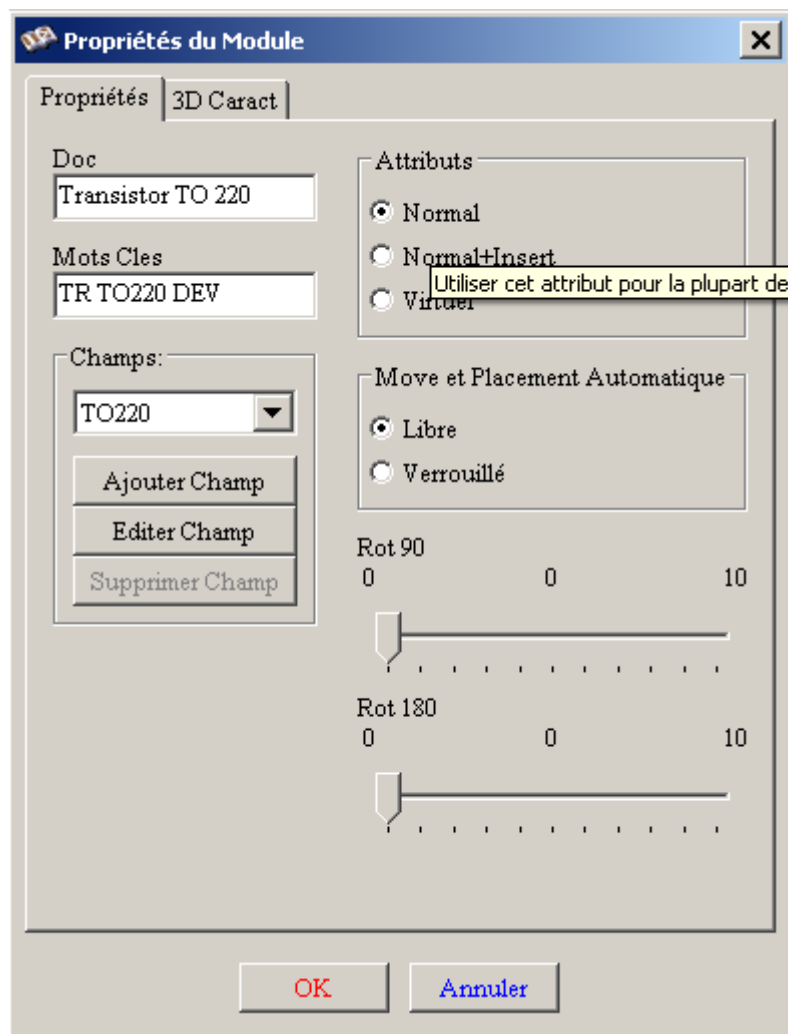 Propriétés du Module
Propriétés
3D Caract
Doc
Transistor TO 220
Mots Cles
TR TO220 DEV
Champs:
TO220
Ajouter Champ
Editer Champ
Supprimer Champ
Attributs
Normal
Normal+Insert
Utiliser cet attribut pour la plupart de
Virtuel
Move et Placement Automatique
Libre
Verrouillé
Rot 90
0 0 10
Rot 180
0 0 10
OK
Annuler